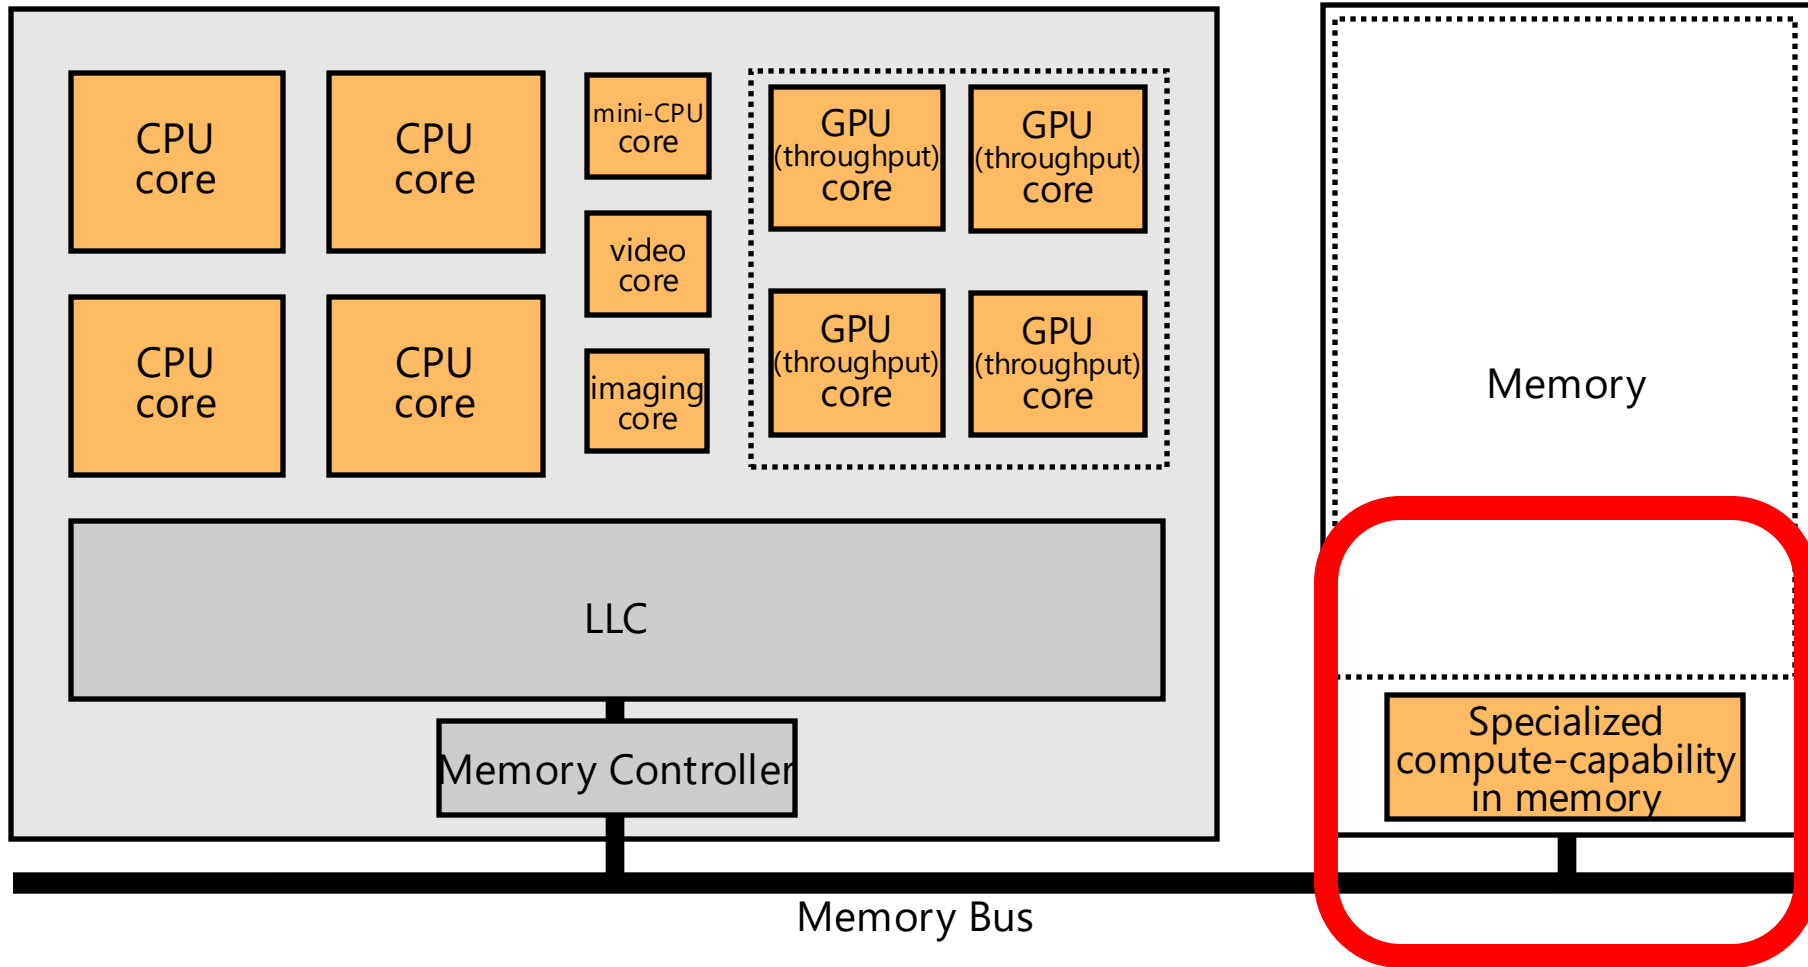 CPU
core
CPU
core
mini-CPU
core
video
core
imaging
core
GPU
(throughput)
core
GPU
(throughput)
core
CPU
core
CPU
core
GPU
(throughput)
core
GPU
(throughput)
core
LLC
Memory Controller
Memory Bus
Memory
Specialized
compute-capability
in memory